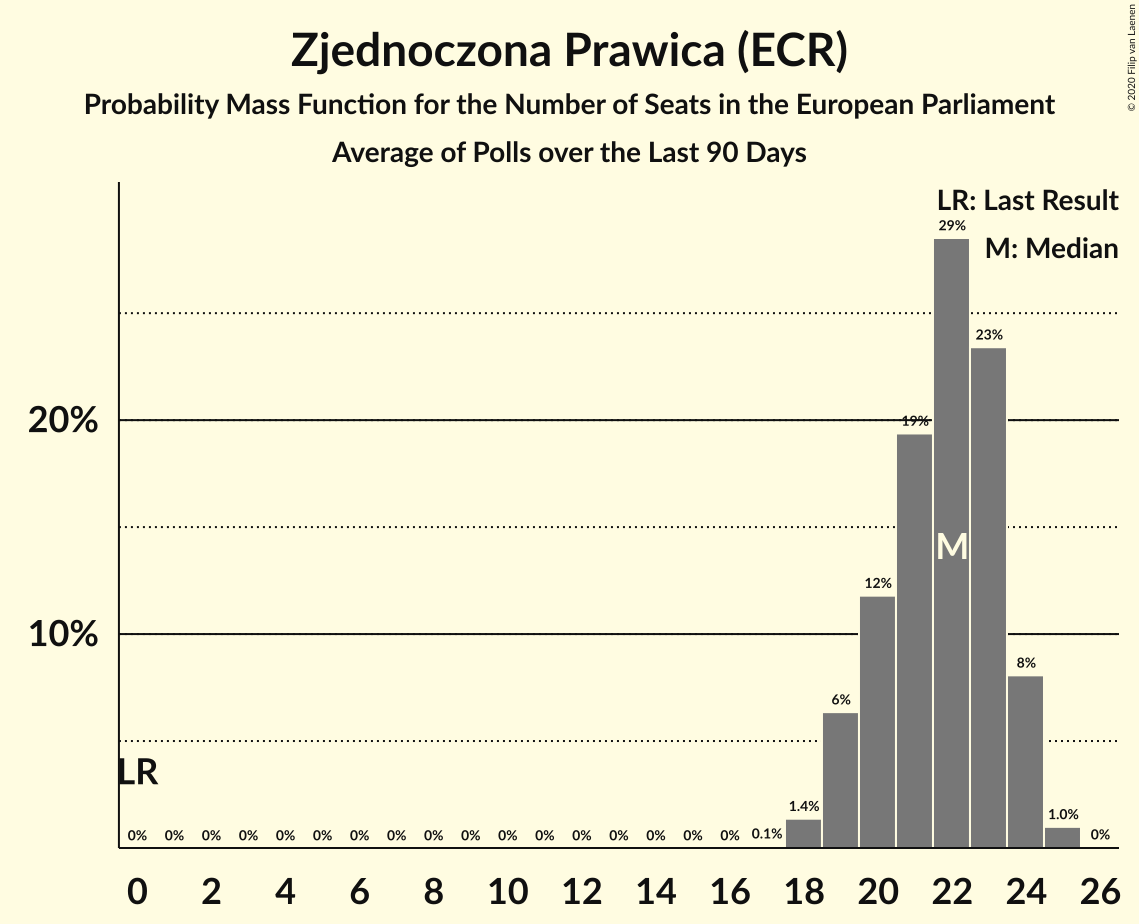 Zjednoczona Prawica (ECR)
Probability Mass Function for the Number of Seats in the European Parliament
Average of Polls over the Last 90 Days
© 2020 Filip van Laenen
LR: Last Result
M: Median
29%
23%
20%
19%
M
12%
10%
8%
6%
LR
1.4%
1.0%
0% 0% 0% 0% 0% 0% 0% 0% 0% 0% 0% 0% 0% 0% 0% 0% 0% 0.1% 0%
0 2 4 6 8 10 12 14 16 18 20 22 24 26